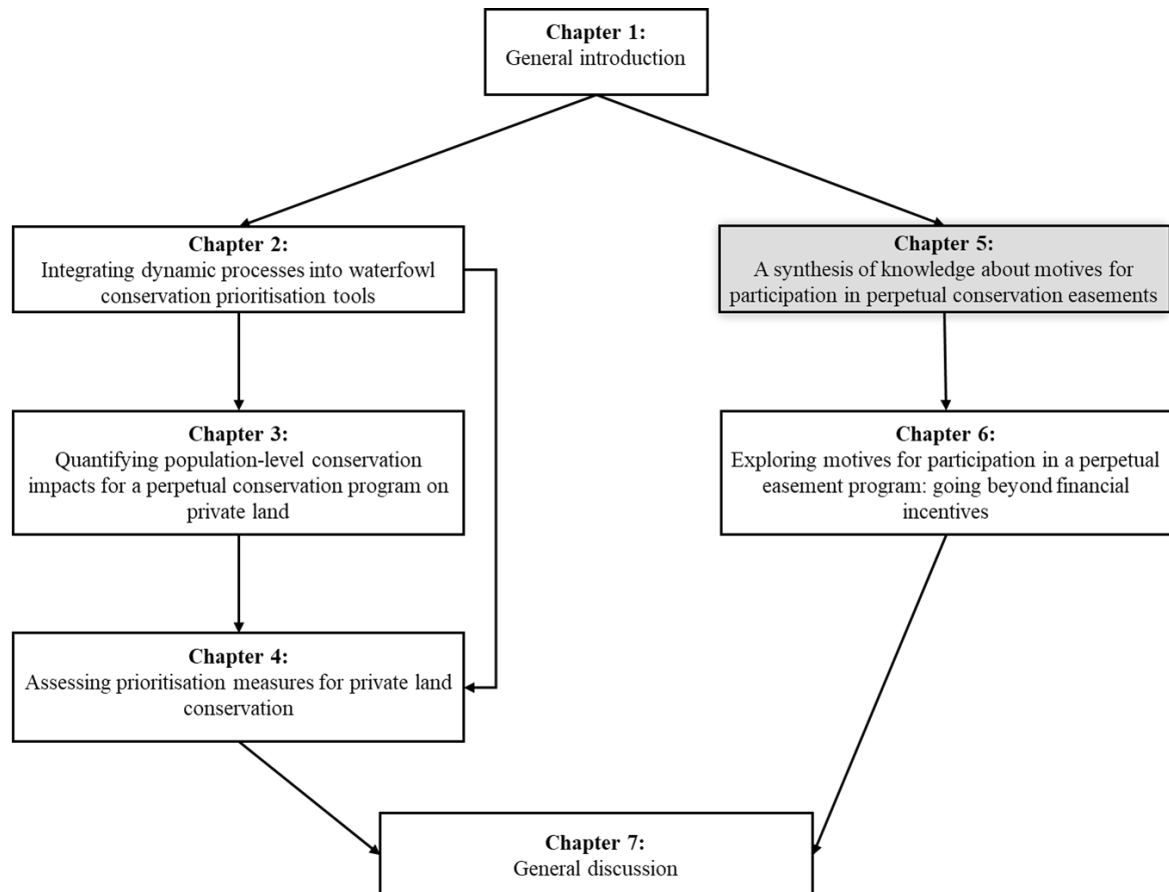 Chapter 1:
General introduction
Chapter 2:
Integrating dynamic processes into waterfowl
conservation prioritisation tools
Chapter 5:
A synthesis of knowledge about motives for
participation in perpetual conservation easements
Chapter 3:
Quantifying population-level conservation
impacts for a perpetual conservation program on
private land
Chapter 6:
Exploring motives for participation in a perpetual
easement program: going beyond financial
incentives
Chapter 4:
Assessing prioritisation measures for private land
conservation
Chapter 7:
General discussion